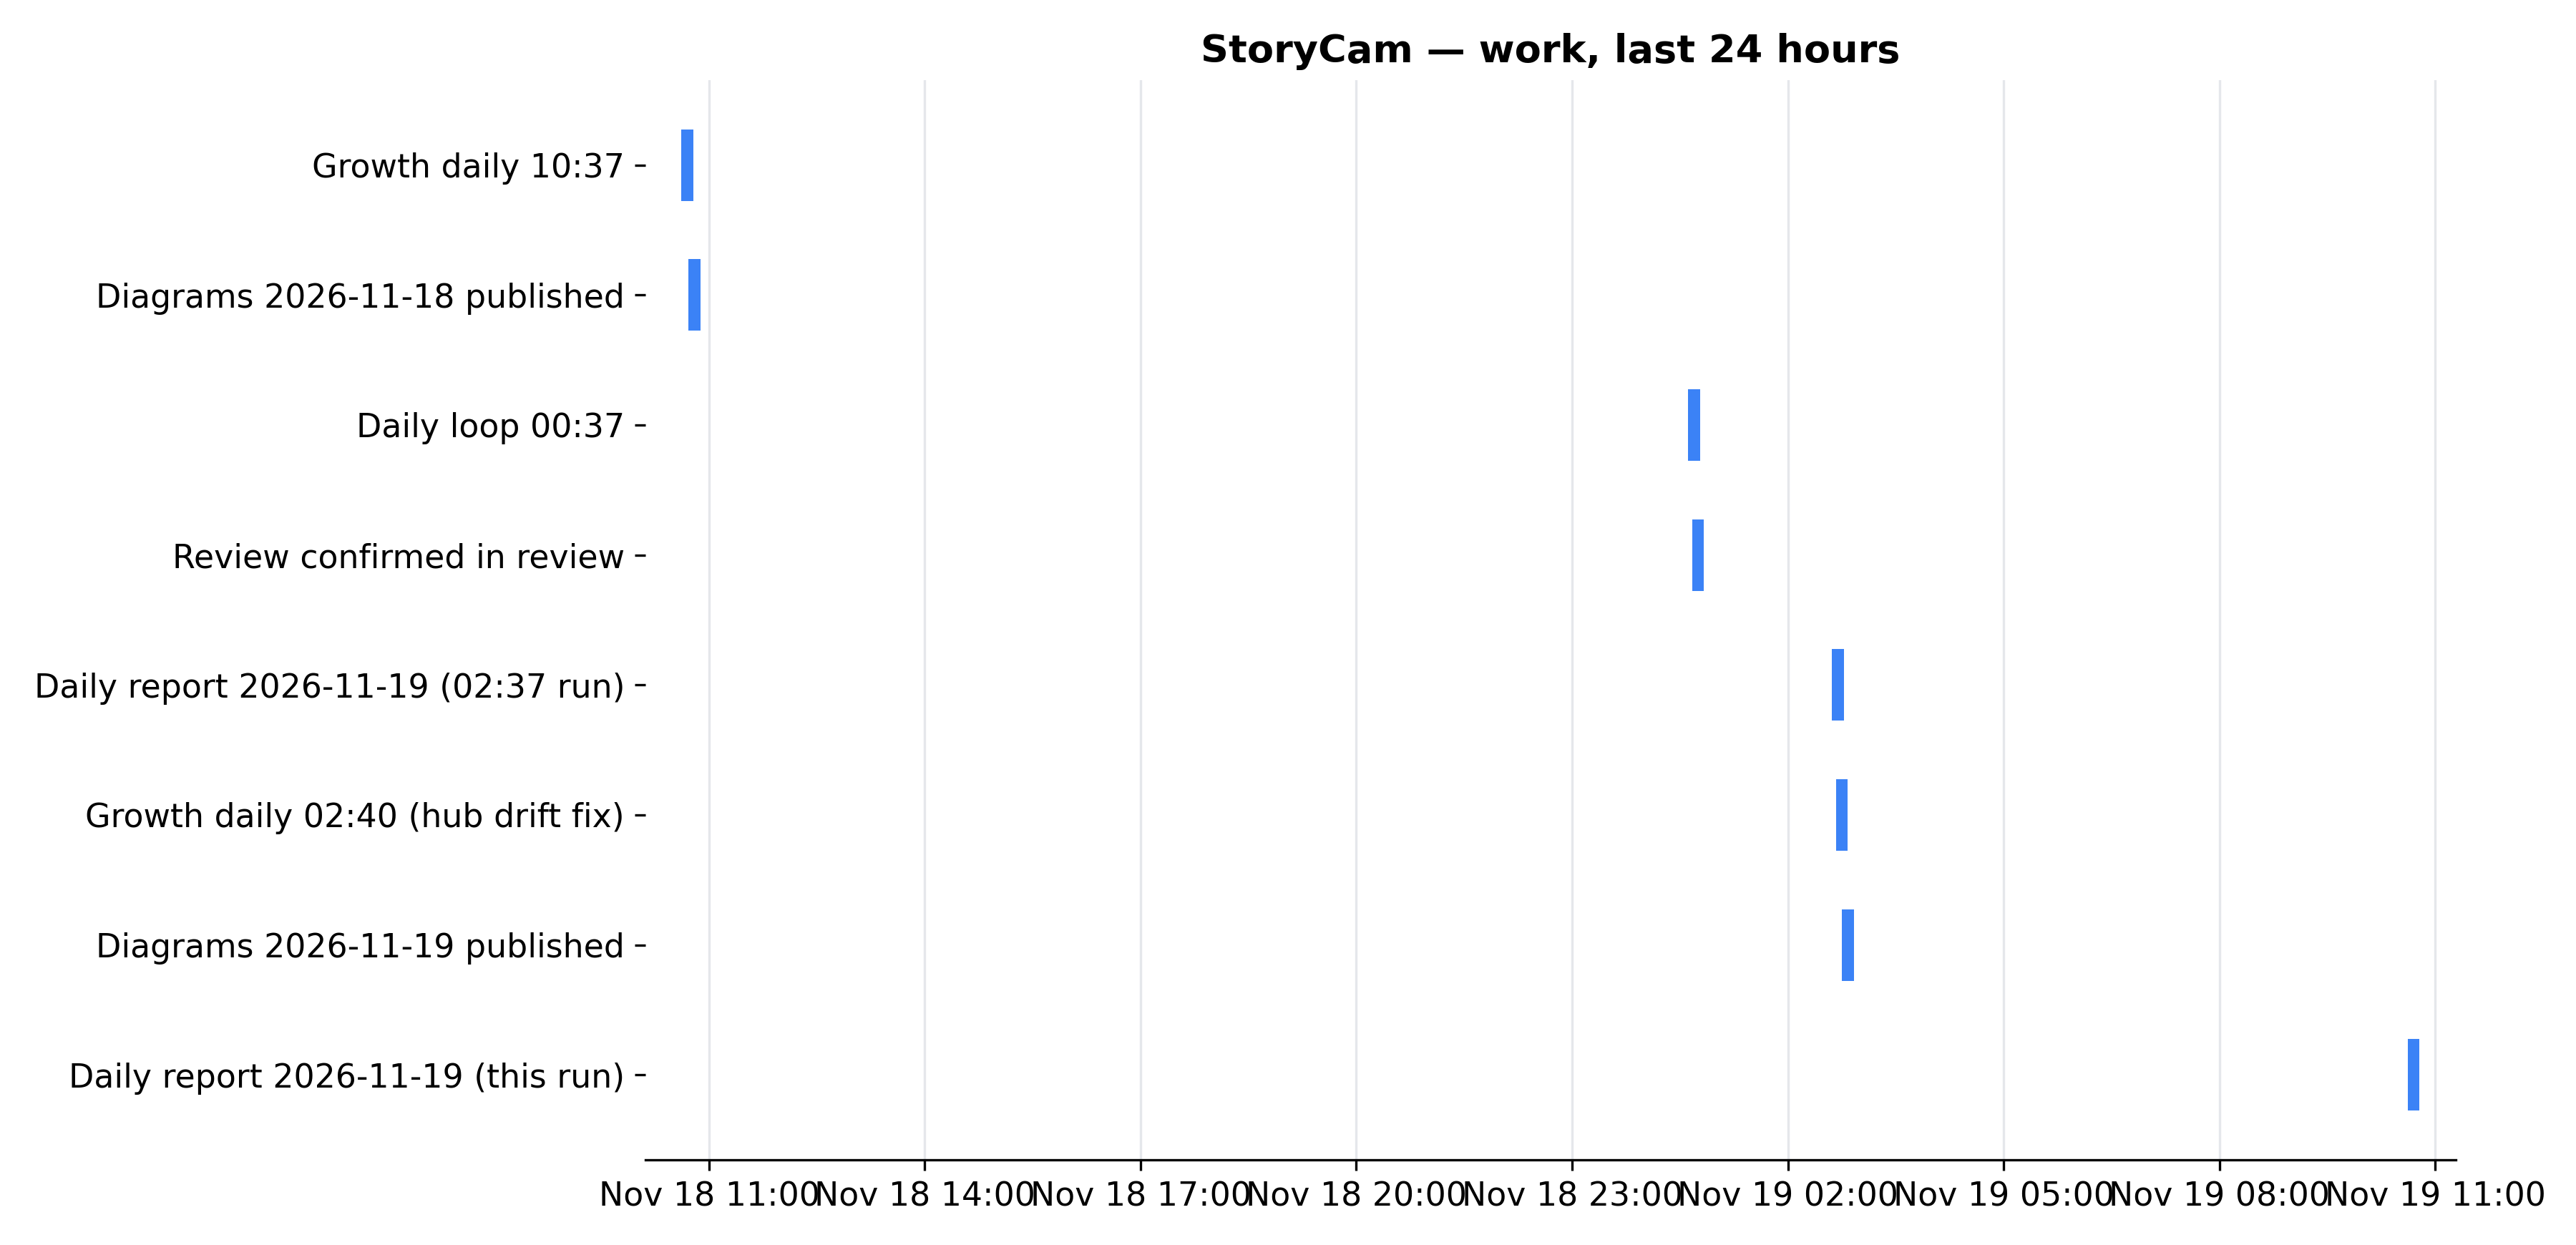 StoryCam — work, last 24 hours
Growth daily 10:37
Diagrams 2026-11-18 published
Daily loop 00:37
Review confirmed in review
Daily report 2026-11-19 (02:37 run)
Growth daily 02:40 (hub drift fix)
Diagrams 2026-11-19 published
Daily report 2026-11-19 (this run)
Nov 18 11:00 Nov 18 14:00 Nov 18 17:00 Nov 18 20:00 Nov 18 23:00 Nov 19 02:00 Nov 19 05:00 Nov 19 08:00 Nov 19 11:00